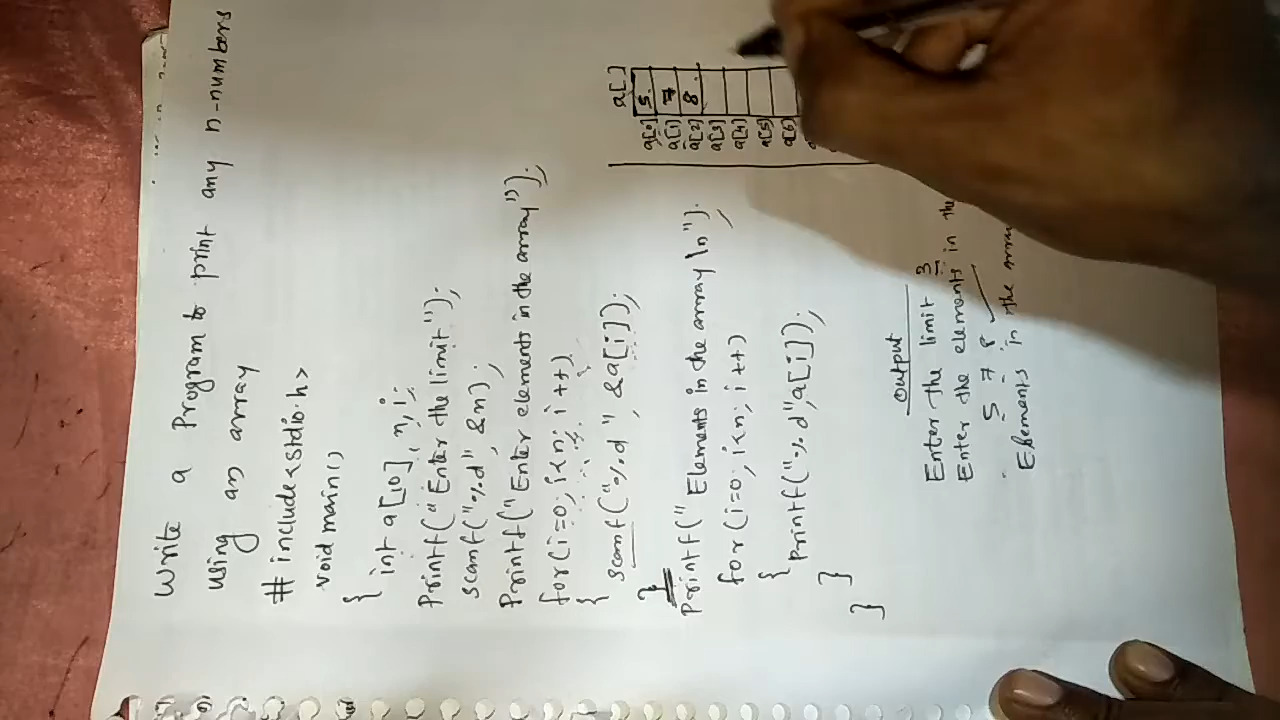 Write a Program to print any n-numbers
using an array
# include <stdio.h>
void main()
{ int a[10], n, i;
Printf("Enter the limit");
scanf("%d", &n);
Printf("Enter elements in the array");
for(i=0; i<n; i++)
{
scanf("%d", &a[i]);
}
Printf("Elements in the array \n");
for(i=0; i<n; i++)
{
Printf("%d", a[i]);
}
}
a[ ]
a[0] 5
a[1] 7
a[2] 8
a[3]
a[4]
a[5]
a[6]
Output
Enter the limit 3
Enter the elements in the
5 7 8
Elements in the